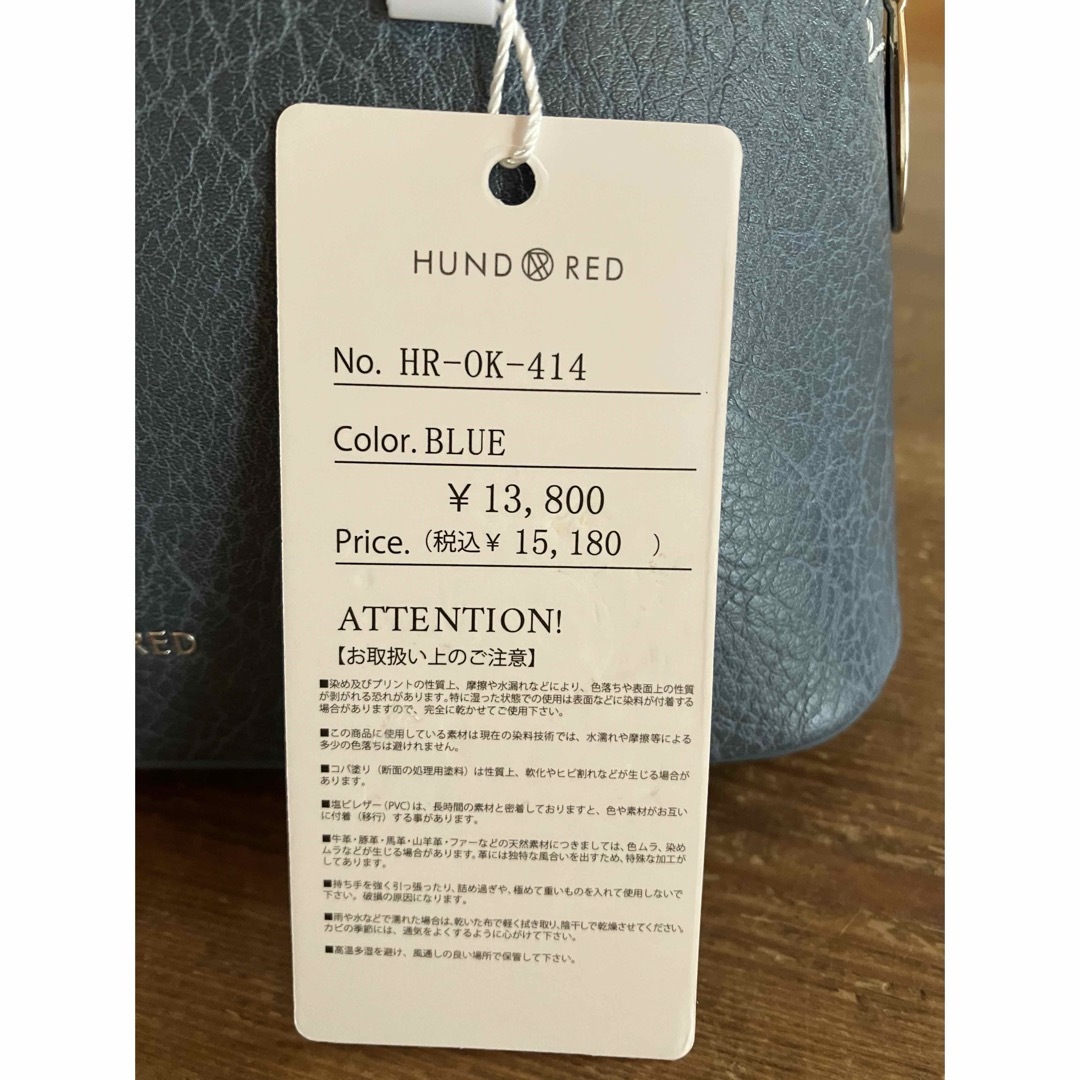 HUND RED
No. HR-OK-414
Color. BLUE
¥ 13,800
Price. (税込¥ 15,180 )
ATTENTION!
【お取扱い上のご注意】
■染め及びプリントの性質上、摩擦や水漏れなどにより、色落ちや表面上の性質
が剥がれる恐れがあります。特に湿った状態での使用は表面などに染料が付着する
場合がありますので、完全に乾かせてご使用下さい。
■この商品に使用している素材は現在の染料技術では、水濡れや摩擦等による
多少の色落ちは避けれません。
■コバ塗り（断面の処理用塗料）は性質上、軟化やヒビ割れなどが生じる場合が
あります。
■塩ビレザー（PVC）は、長時間の素材と密着しておりますと、色や素材がお互い
に付着（移行）する事があります。
■牛革・豚革・馬革・山羊革・ファーなどの天然素材につきましては、色ムラ、染め
ムラなどが生じる場合があります。革には独特な風合いを出すため、特殊な加工が
してあります。
■持ち手を強く引っ張ったり、詰め過ぎや、極めて重いものを入れて使用しないで
下さい。破損の原因になります。
■雨や水などで濡れた場合は、乾いた布で軽く拭き取り、陰干しで乾燥させてください。
カビの季節には、通気をよくするように心がけて下さい。
■高温多湿を避け、風通しの良い場所で保管して下さい。
RED